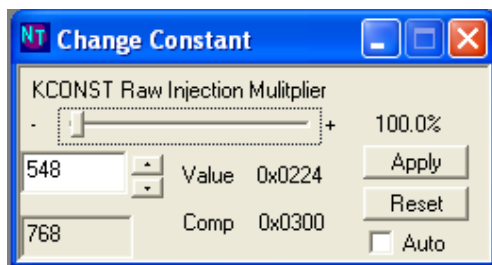 NT Change Constant
KCONST Raw Injection Mulitplier
- + 100.0%
548 Value 0x0224 Apply
768 Comp 0x0300 Reset
Auto